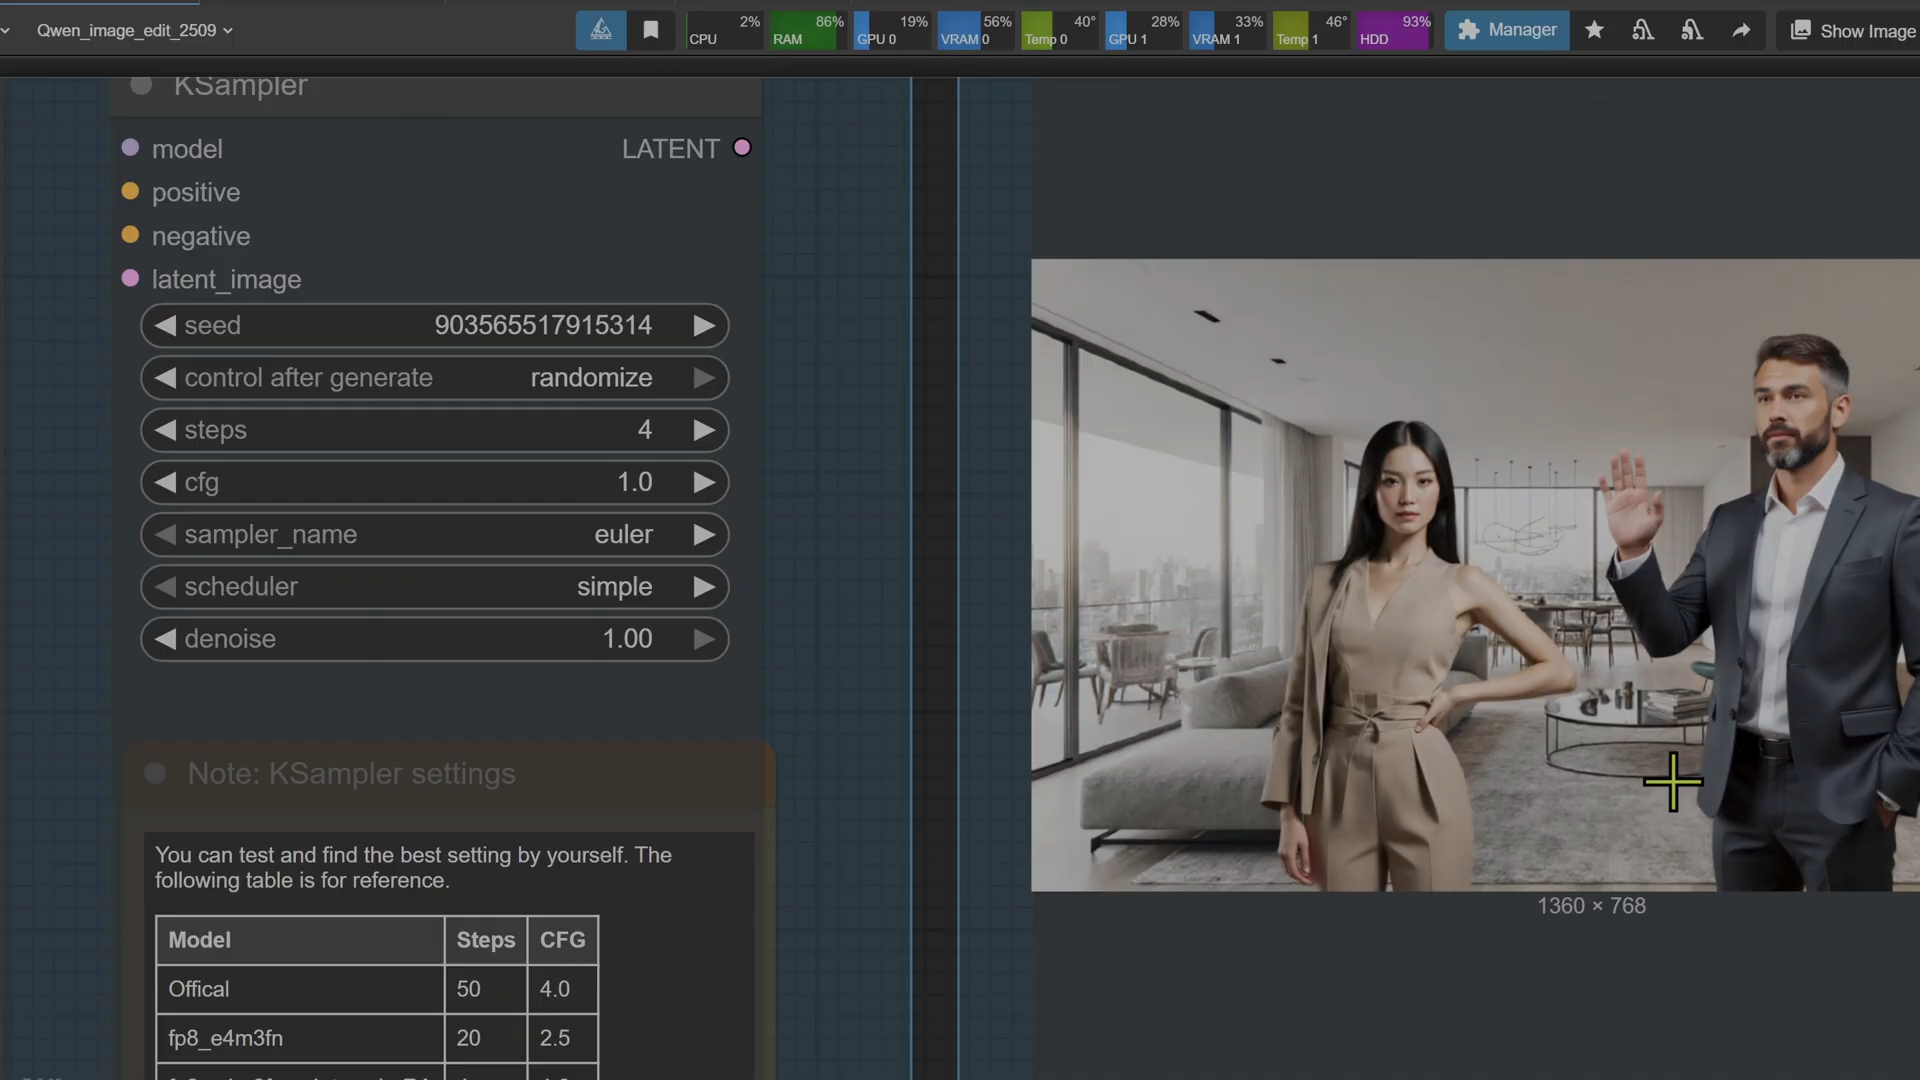 Qwen_image_edit_2509
CPU 2%
RAM 86%
GPU 0 19%
VRAM 0 56%
Temp 0 40°
GPU 1 28%
VRAM 1 33%
Temp 1 46°
HDD 93%
Manager
Show Image
KSampler
model LATENT
positive
negative
latent_image
seed 903565517915314
control after generate randomize
steps 4
cfg 1.0
sampler_name euler
scheduler simple
denoise 1.00
1360 × 768
Note: KSampler settings
You can test and find the best setting by yourself. The
following table is for reference.
Model Steps CFG
Offical 50 4.0
fp8_e4m3fn 20 2.5